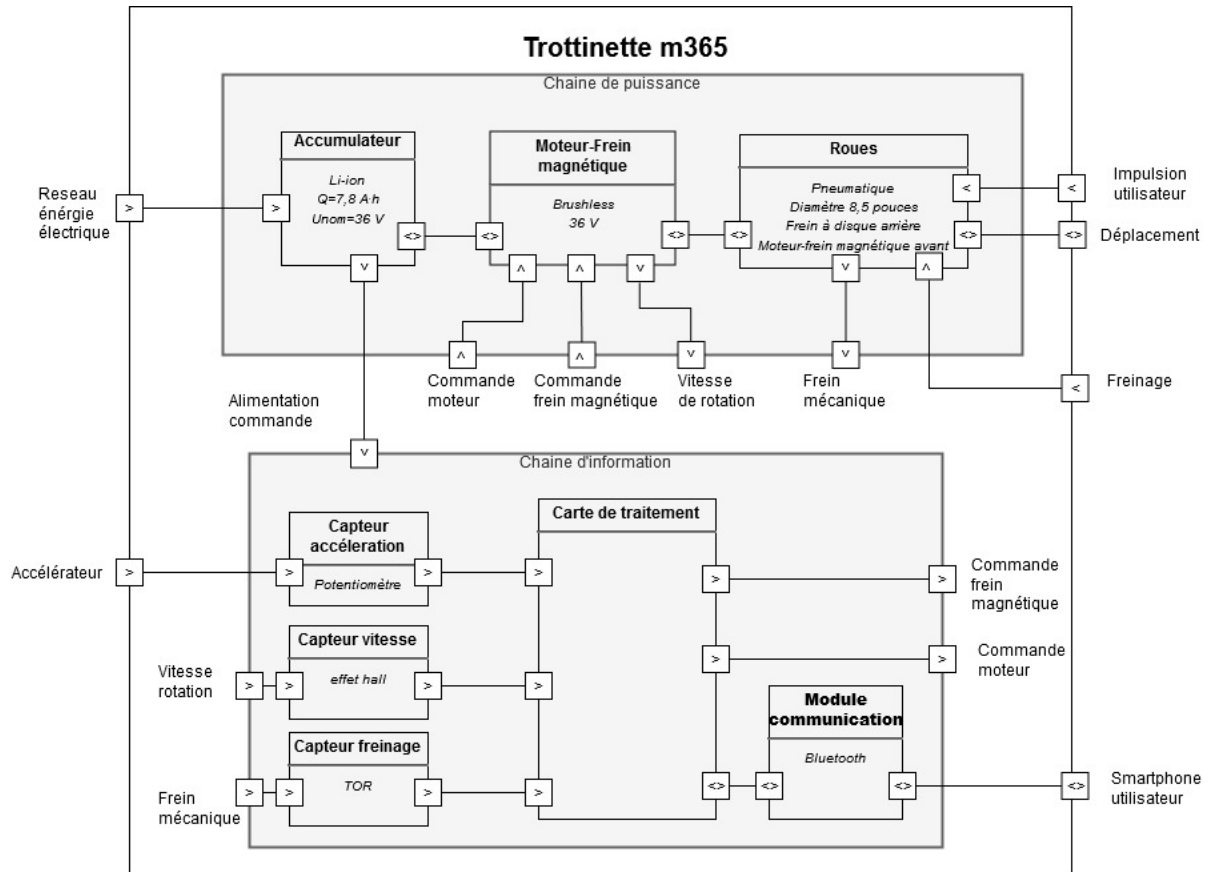 Trottinette m365
Chaine de puissance
Accumulateur
Li-ion
Q=7,8 A·h
Unom=36 V
Moteur-Frein
magnétique
Brushless
36 V
Roues
Pneumatique
Diamètre 8,5 pouces
Frein à disque arrière
Moteur-frein magnétique avant
Reseau
énérgie
électrique
Impulsion
utilisateur
Déplacement
Commande
moteur
Commande
frein magnétique
Vitesse
de rotation
Frein
mécanique
Freinage
Alimentation
commande
Chaine d'information
Capteur
accéleration
Potentiomètre
Carte de traitement
Accélérateur
Commande
frein
magnétique
Capteur vitesse
effet hall
Vitesse
rotation
Commande
moteur
Module
communication
Bluetooth
Capteur freinage
TOR
Frein
mécanique
Smartphone
utilisateur